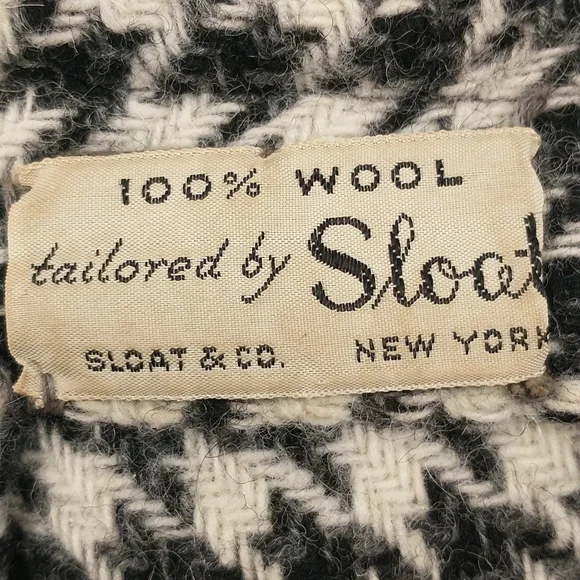 100% WOOL
tailored by Sloat
SLOAT & CO. NEW YORK